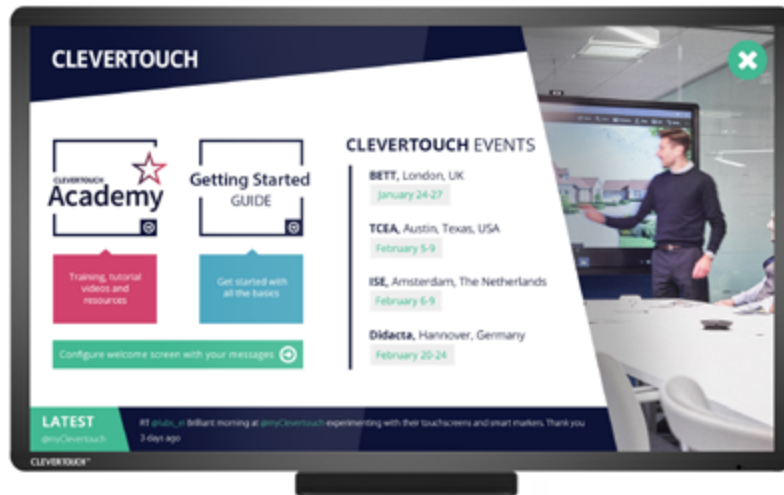 CLEVERTOUCH
CLEVERTOUCH
Academy
Training, tutorial
videos and
resources
Getting Started
GUIDE
Get started with
all the basics
Configure welcome screen with your messages
CLEVERTOUCH EVENTS
BETT, London, UK
January 24-27
TCEA, Austin, Texas, USA
February 5-9
ISE, Amsterdam, The Netherlands
February 6-9
Didacta, Hannover, Germany
February 20-24
LATEST
@myClevertouch
RT Brilliant morning at @myClevertouch experimenting with their touchscreens and smart markers. Thank you
3 days ago
CLEVERTOUCH™